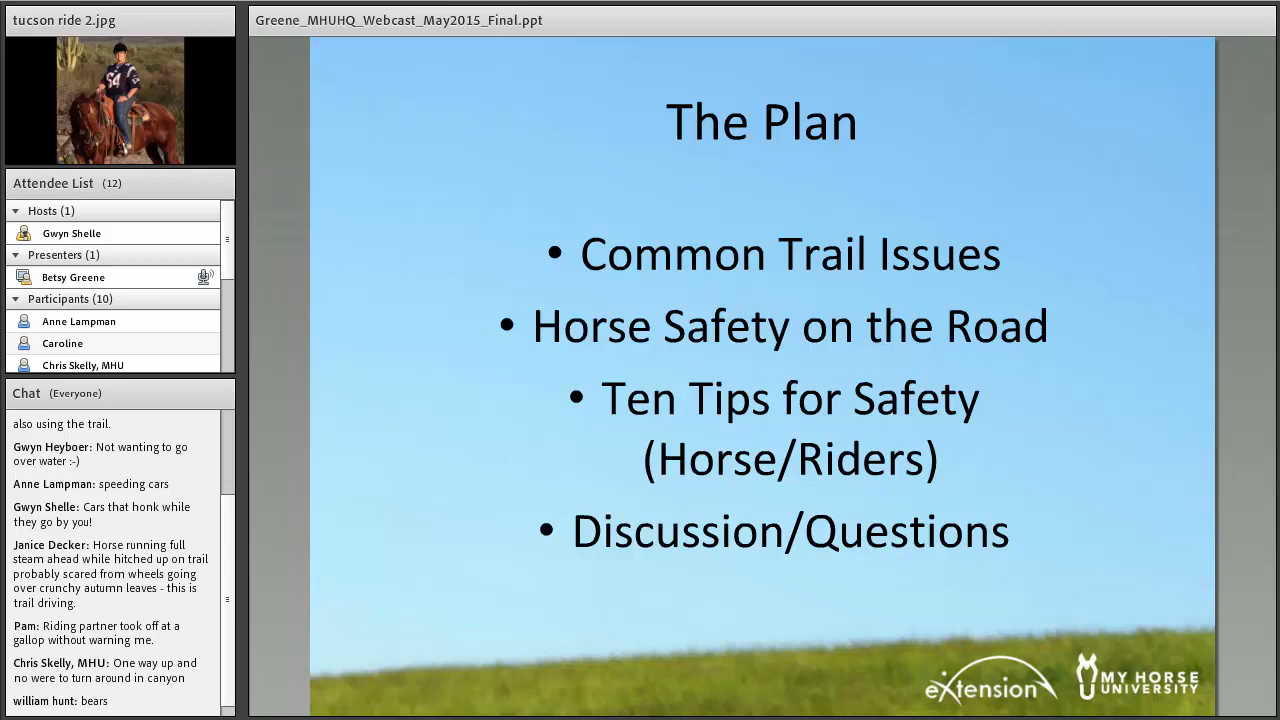 tucson ride 2.jpg
54
Attendee List (12)
Hosts (1)
Gwyn Shelle
Presenters (1)
Betsy Greene
Participants (10)
Anne Lampman
Caroline
Chris Skelly, MHU
Chat (Everyone)
also using the trail.
Gwyn Heyboer: Not wanting to go
over water :-)
Anne Lampman: speeding cars
Gwyn Shelle: Cars that honk while
they go by you!
Janice Decker: Horse running full
steam ahead while hitched up on trail
probably scared from wheels going
over crunchy autumn leaves - this is
trail driving.
Pam: Riding partner took off at a
gallop without warning me.
Chris Skelly, MHU: One way up and
no were to turn around in canyon
william hunt: bears
Greene_MHUHQ_Webcast_May2015_Final.ppt
The Plan
• Common Trail Issues
• Horse Safety on the Road
• Ten Tips for Safety
(Horse/Riders)
• Discussion/Questions
eXtension
MY HORSE
UNIVERSITY